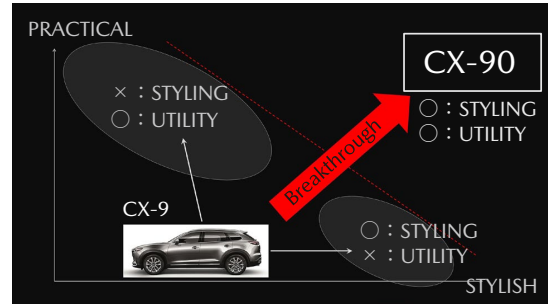 PRACTICAL
× : STYLING
○ : UTILITY
CX-90
○ : STYLING
○ : UTILITY
Breakthrough
CX-9
○ : STYLING
× : UTILITY
STYLISH